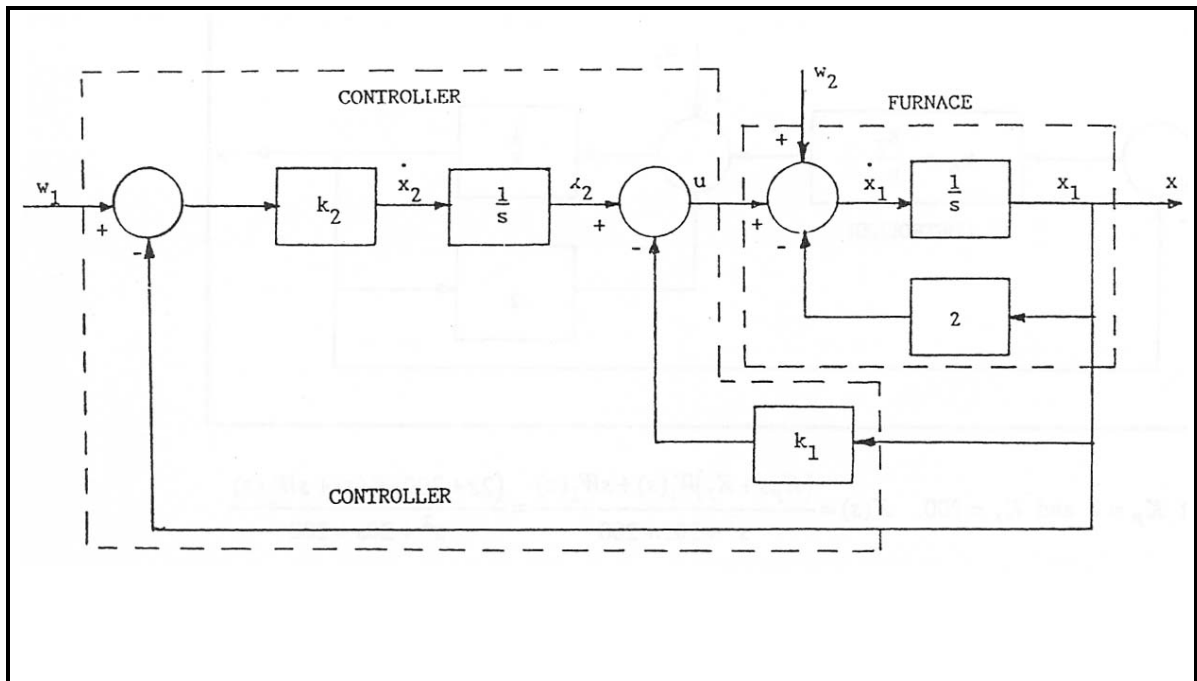 CONTROLLER
w₂
FURNACE
w₁
+
-
k₂
ẋ₂
1/s
x₂
+
-
u
+
+
-
ẋ₁
1/s
x₁
x
2
k₁
CONTROLLER